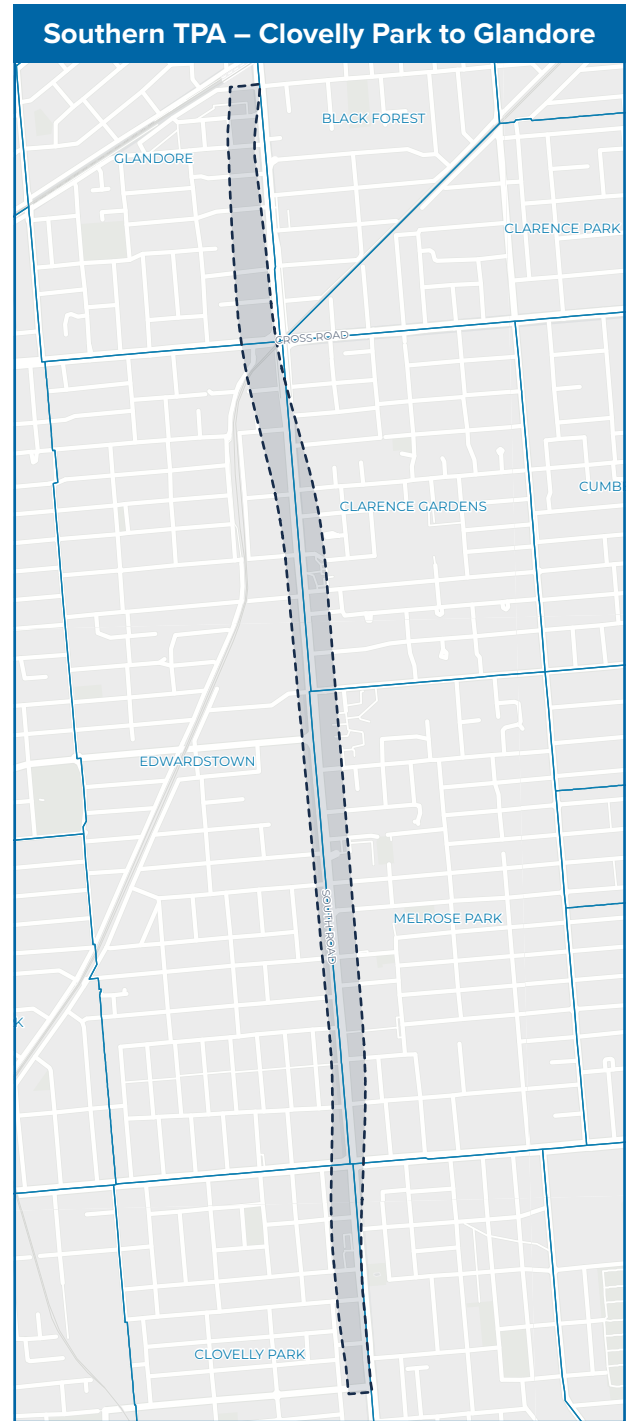 Southern TPA – Clovelly Park to Glandore
BLACK FOREST
GLANDORE
CLARENCE PARK
CROSS ROAD
CUMB
CLARENCE GARDENS
EDWARDSTOWN
SOUTH ROAD
MELROSE PARK
K
CLOVELLY PARK